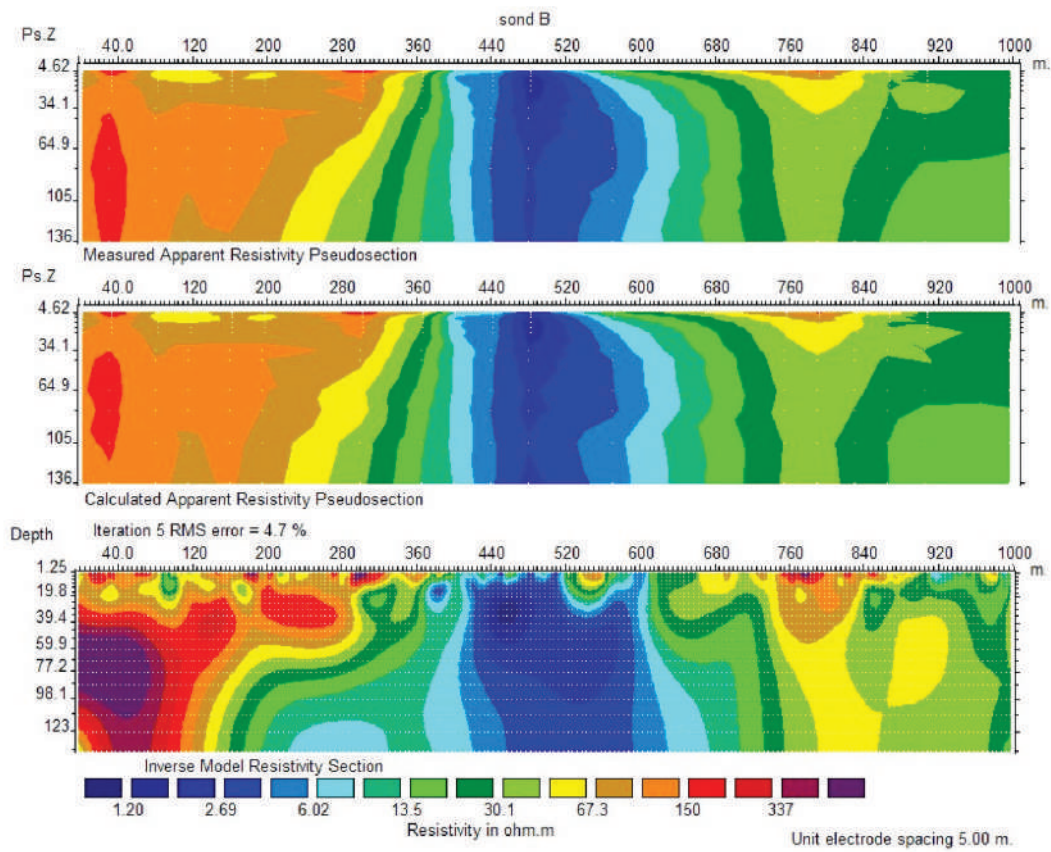 sond B
Ps.Z 40.0 120 200 280 360 440 520 600 680 760 840 920 1000 m.
4.62
34.1
64.9
105
136
Measured Apparent Resistivity Pseudosection
Ps.Z 40.0 120 200 280 360 440 520 600 680 760 840 920 1000 m.
4.62
34.1
64.9
105
136
Calculated Apparent Resistivity Pseudosection
Depth Iteration 5 RMS error = 4.7 %
40.0 120 200 280 360 440 520 600 680 760 840 920 1000
1.25 m.
19.8
39.4
59.9
77.2
98.1
123
Inverse Model Resistivity Section
1.20 2.69 6.02 13.5 30.1 67.3 150 337
Resistivity in ohm.m
Unit electrode spacing 5.00 m.